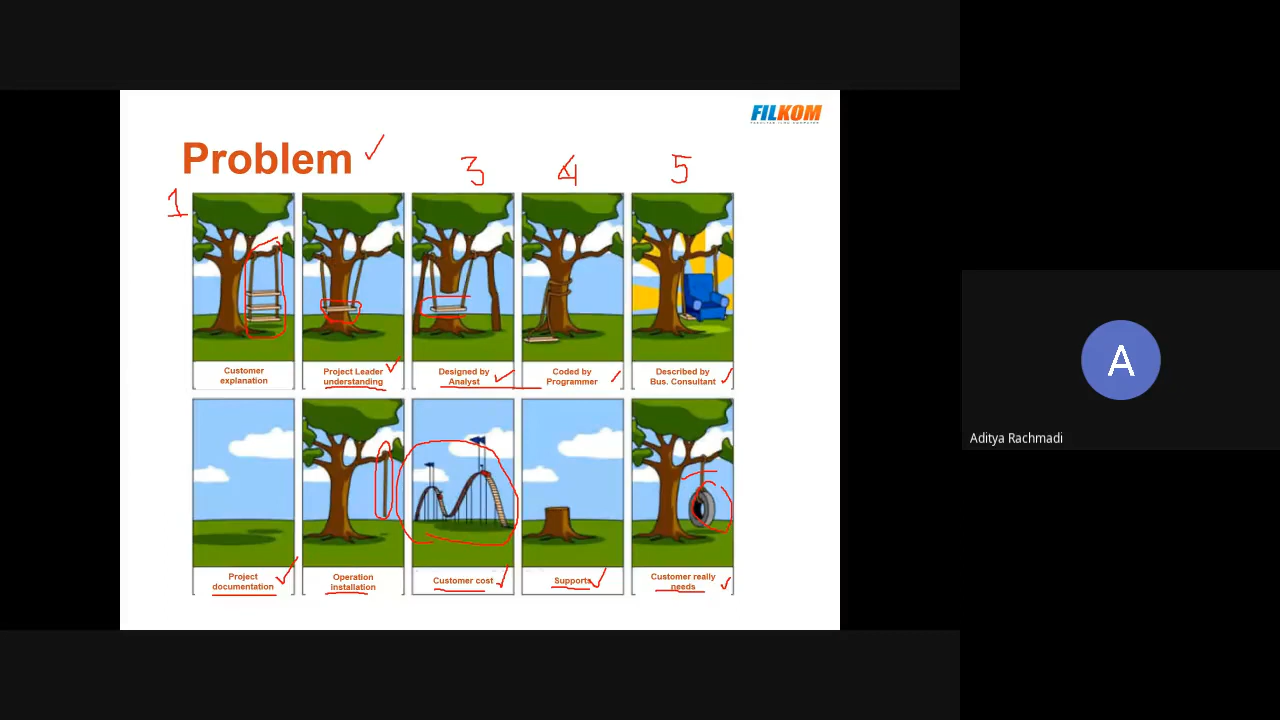 FILKOM
Problem
3 4 5
1
Customer
explanation
Project Leader
understanding
Designed by
Analyst
Coded by
Programmer
Described by
Bus. Consultant
Project
documentation
Operation
installation
Customer cost
Supports
Customer really
needs
A
Aditya Rachmadi